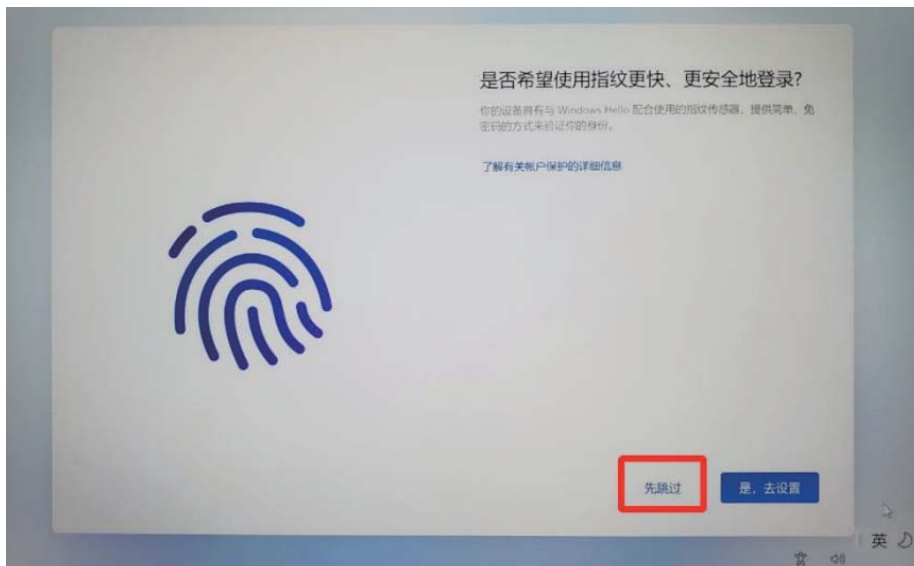 是否希望使用指纹更快、更安全地登录?
你的设备具有与 Windows Hello 配合使用的指纹传感器，提供简单、免
密码的方式来验证你的身份。
了解有关帐户保护的详细信息
先跳过
是，去设置
英